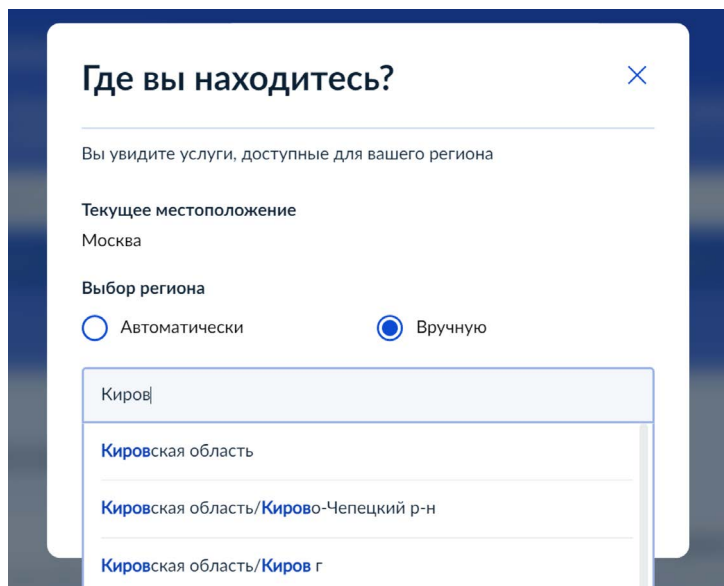 Где вы находитесь?
Вы увидите услуги, доступные для вашего региона
Текущее местоположение
Москва
Выбор региона
Автоматически
Вручную
Киров
Кировская область
Кировская область/Кирово-Чепецкий р-н
Кировская область/Киров г